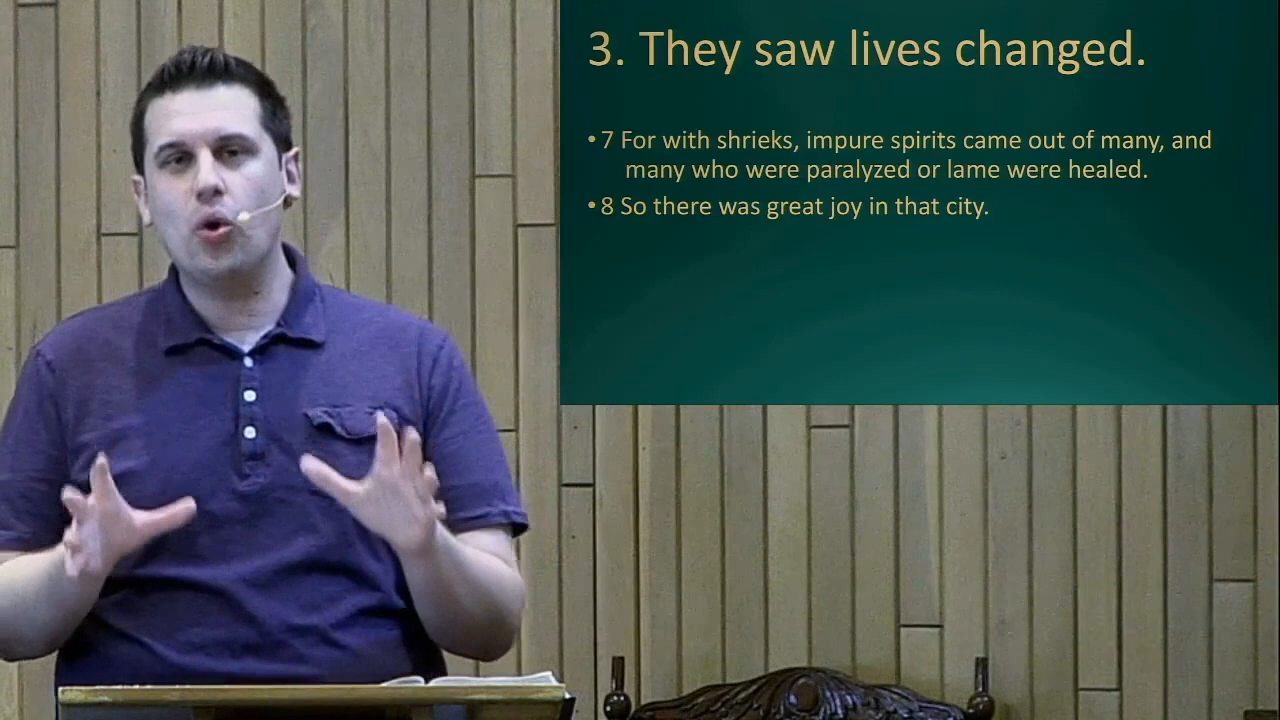 3. They saw lives changed.
• 7 For with shrieks, impure spirits came out of many, and
many who were paralyzed or lame were healed.
• 8 So there was great joy in that city.